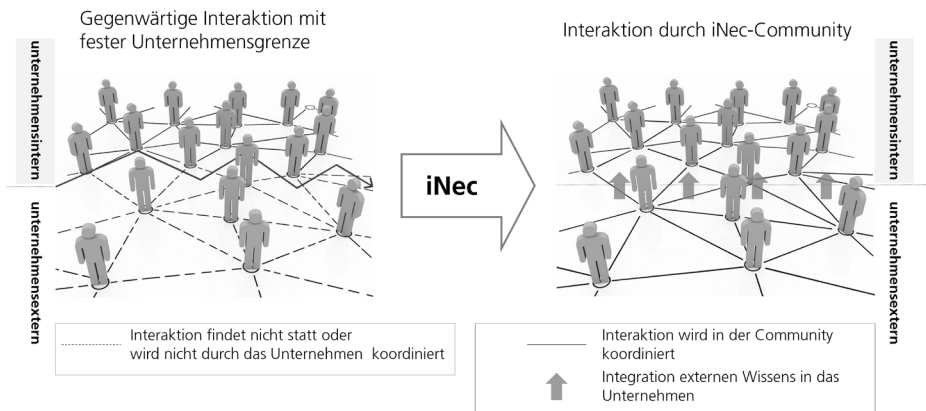 Gegenwärtige Interaktion mit
fester Unternehmensgrenze
Interaktion durch iNec-Community
unternehmensintern
unternehmensextern
iNec
unternehmensintern
unternehmensextern
Interaktion findet nicht statt oder
wird nicht durch das Unternehmen koordiniert
Interaktion wird in der Community
koordiniert
Integration externen Wissens in das
Unternehmen